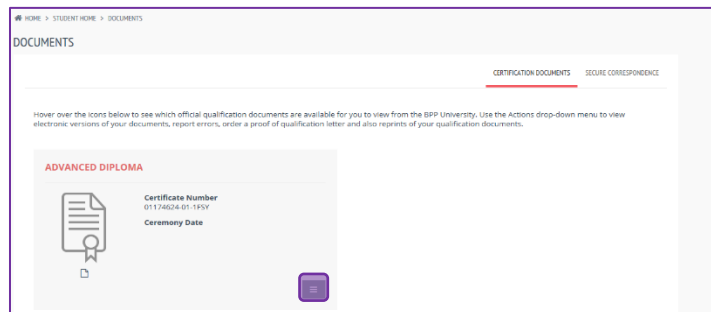 HOME > STUDENT HOME > DOCUMENTS
DOCUMENTS
CERTIFICATION DOCUMENTS SECURE CORRESPONDENCE
Hover over the icons below to see which official qualification documents are available for you to view from the BPP University. Use the Actions drop-down menu to view
electronic versions of your documents, report errors, order a proof of qualification letter and also reprints of your qualification documents.
ADVANCED DIPLOMA
Certificate Number
01174624-01-1FSY
Ceremony Date